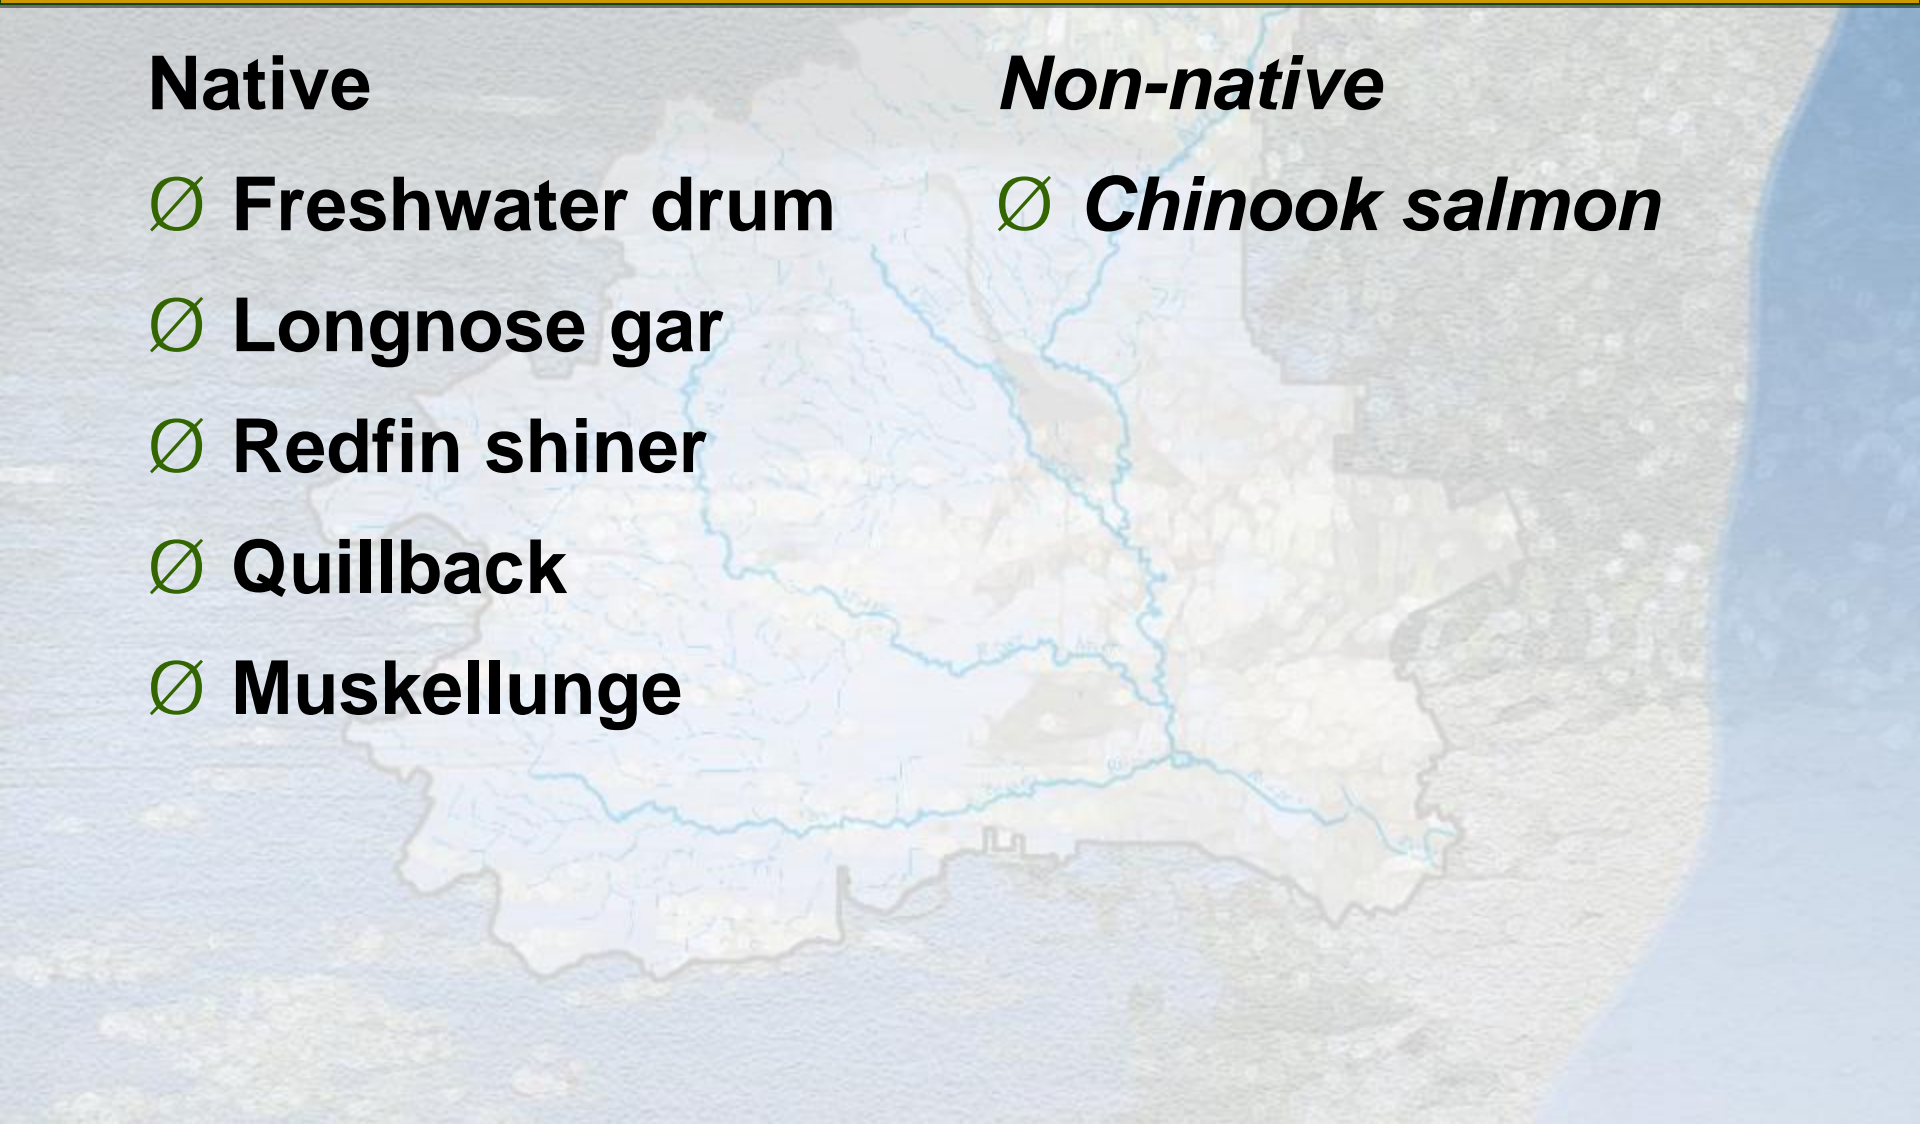 Native
Ø Freshwater drum
Ø Longnose gar
Ø Redfin shiner
Ø Quillback
Ø Muskellunge
Non-native
Ø Chinook salmon